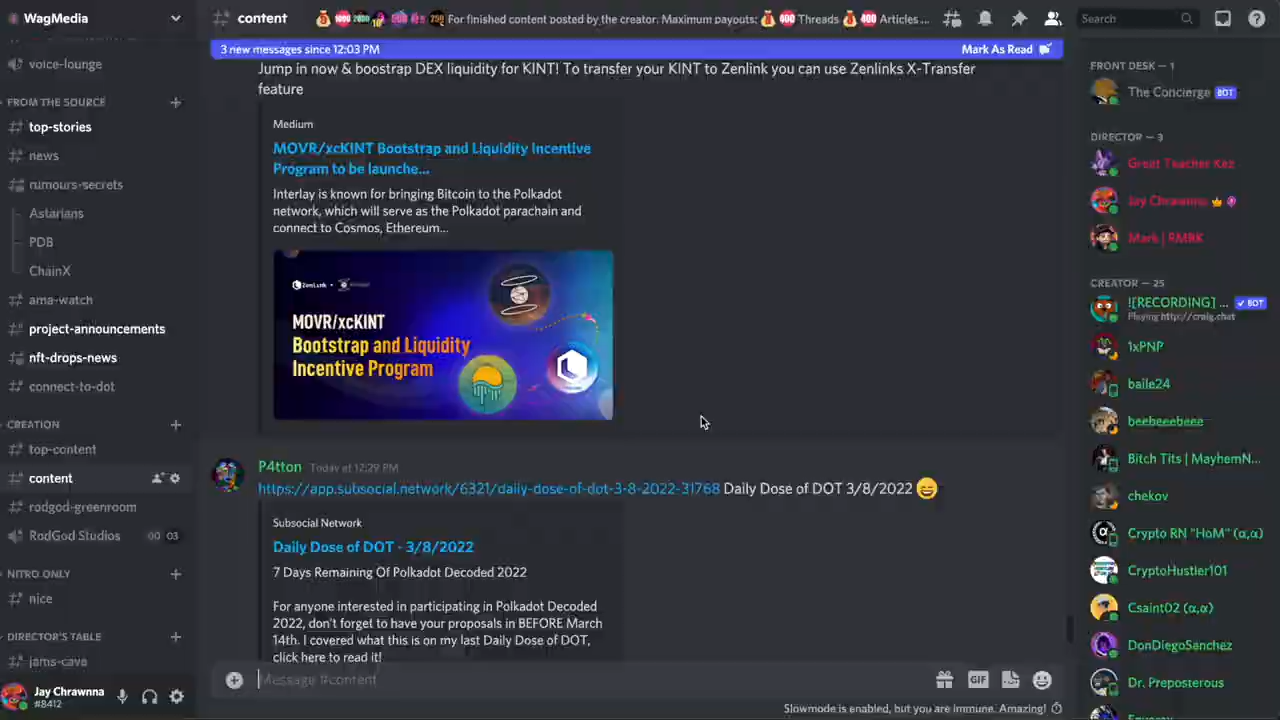 WagMedia
voice-lounge
FROM THE SOURCE
top-stories
news
rumours-secrets
Astarians
PDB
ChainX
ama-watch
project-announcements
nft-drops-news
connect-to-dot
CREATION
top-content
content
rodgod-greenroom
RodGod Studios 00 03
NITRO ONLY
nice
DIRECTOR'S TABLE
jams-cave
Jay Chrawnna
#8412
content
For finished content posted by the creator. Maximum payouts: 600 Threads 400 Articles ...
Search
3 new messages since 12:03 PM
Mark As Read
Jump in now & boostrap DEX liquidity for KINT! To transfer your KINT to Zenlink you can use Zenlinks X-Transfer
feature
Medium
MOVR/xcKINT Bootstrap and Liquidity Incentive
Program to be launche...
Interlay is known for bringing Bitcoin to the Polkadot
network, which will serve as the Polkadot parachain and
connect to Cosmos, Ethereum...
ZenLink
MOVR/xcKINT
Bootstrap and Liquidity
Incentive Program
P4tton Today at 12:29 PM
https://app.subsocial.network/6321/daily-dose-of-dot-3-8-2022-31768 Daily Dose of DOT 3/8/2022 😄
Subsocial Network
Daily Dose of DOT - 3/8/2022
7 Days Remaining Of Polkadot Decoded 2022
For anyone interested in participating in Polkadot Decoded
2022, don't forget to have your proposals in BEFORE March
14th. I covered what this is on my last Daily Dose of DOT,
click here to read it!
Message #content
GIF
Slowmode is enabled, but you are immune. Amazing!
FRONT DESK — 1
The Concierge BOT
DIRECTOR — 3
Great Teacher Kez
Jay Chrawnna
Mark | RMRK
CREATOR — 25
![RECORDING] ... BOT
Playing http://craig.chat
1xPNP
baile24
beebeeebeee
Bitch Tits | MayhemN...
chekov
Crypto RN "HoM" (α,α)
CryptoHustler101
Csaint02 (α,α)
DonDiegoSanchez
Dr. Preposterous